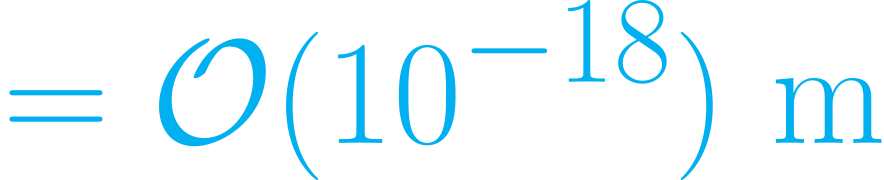 = 𝒪(10⁻¹⁸) m